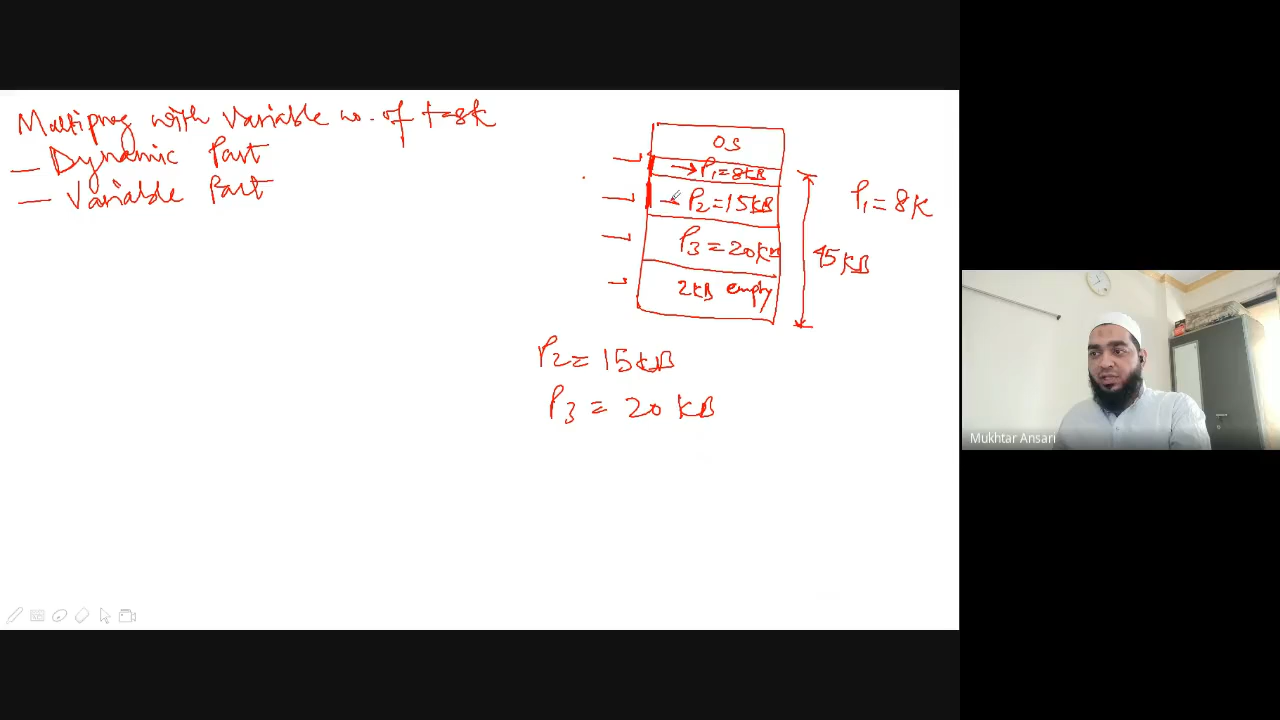 Multiprog with Variable no. of task
— Dynamic Part
— Variable Part
OS
→ P1 = 8KB
→ P2 = 15KB
P3 = 20KB
2KB empty
45KB
P1 = 8K
P2 = 15KB
P3 = 20 KB
Mukhtar Ansari